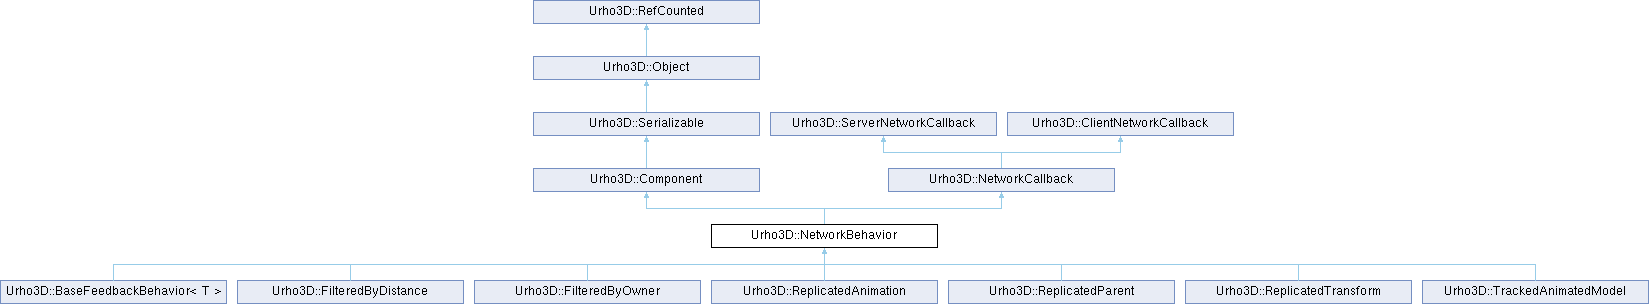 Urho3D::RefCounted
Urho3D::Object
Urho3D::Serializable
Urho3D::ServerNetworkCallback
Urho3D::ClientNetworkCallback
Urho3D::Component
Urho3D::NetworkCallback
Urho3D::NetworkBehavior
Urho3D::BaseFeedbackBehavior< T >
Urho3D::FilteredByDistance
Urho3D::FilteredByOwner
Urho3D::ReplicatedAnimation
Urho3D::ReplicatedParent
Urho3D::ReplicatedTransform
Urho3D::TrackedAnimatedModel